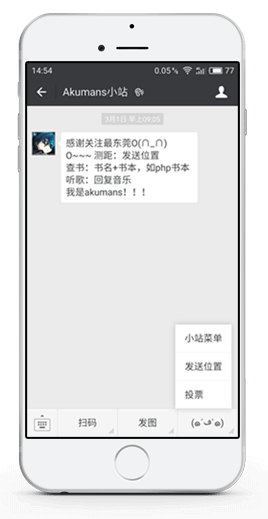 14:54
0.05% 4G 77
Akumans小站
5月1日 早上09:05
感谢关注最东莞O(∩_∩)
O~~~ 测距：发送位置
查书：书名+书本，如php书本
听歌：回复音乐
我是akumans！！！
小站菜单
发送位置
投票
扫码
发图